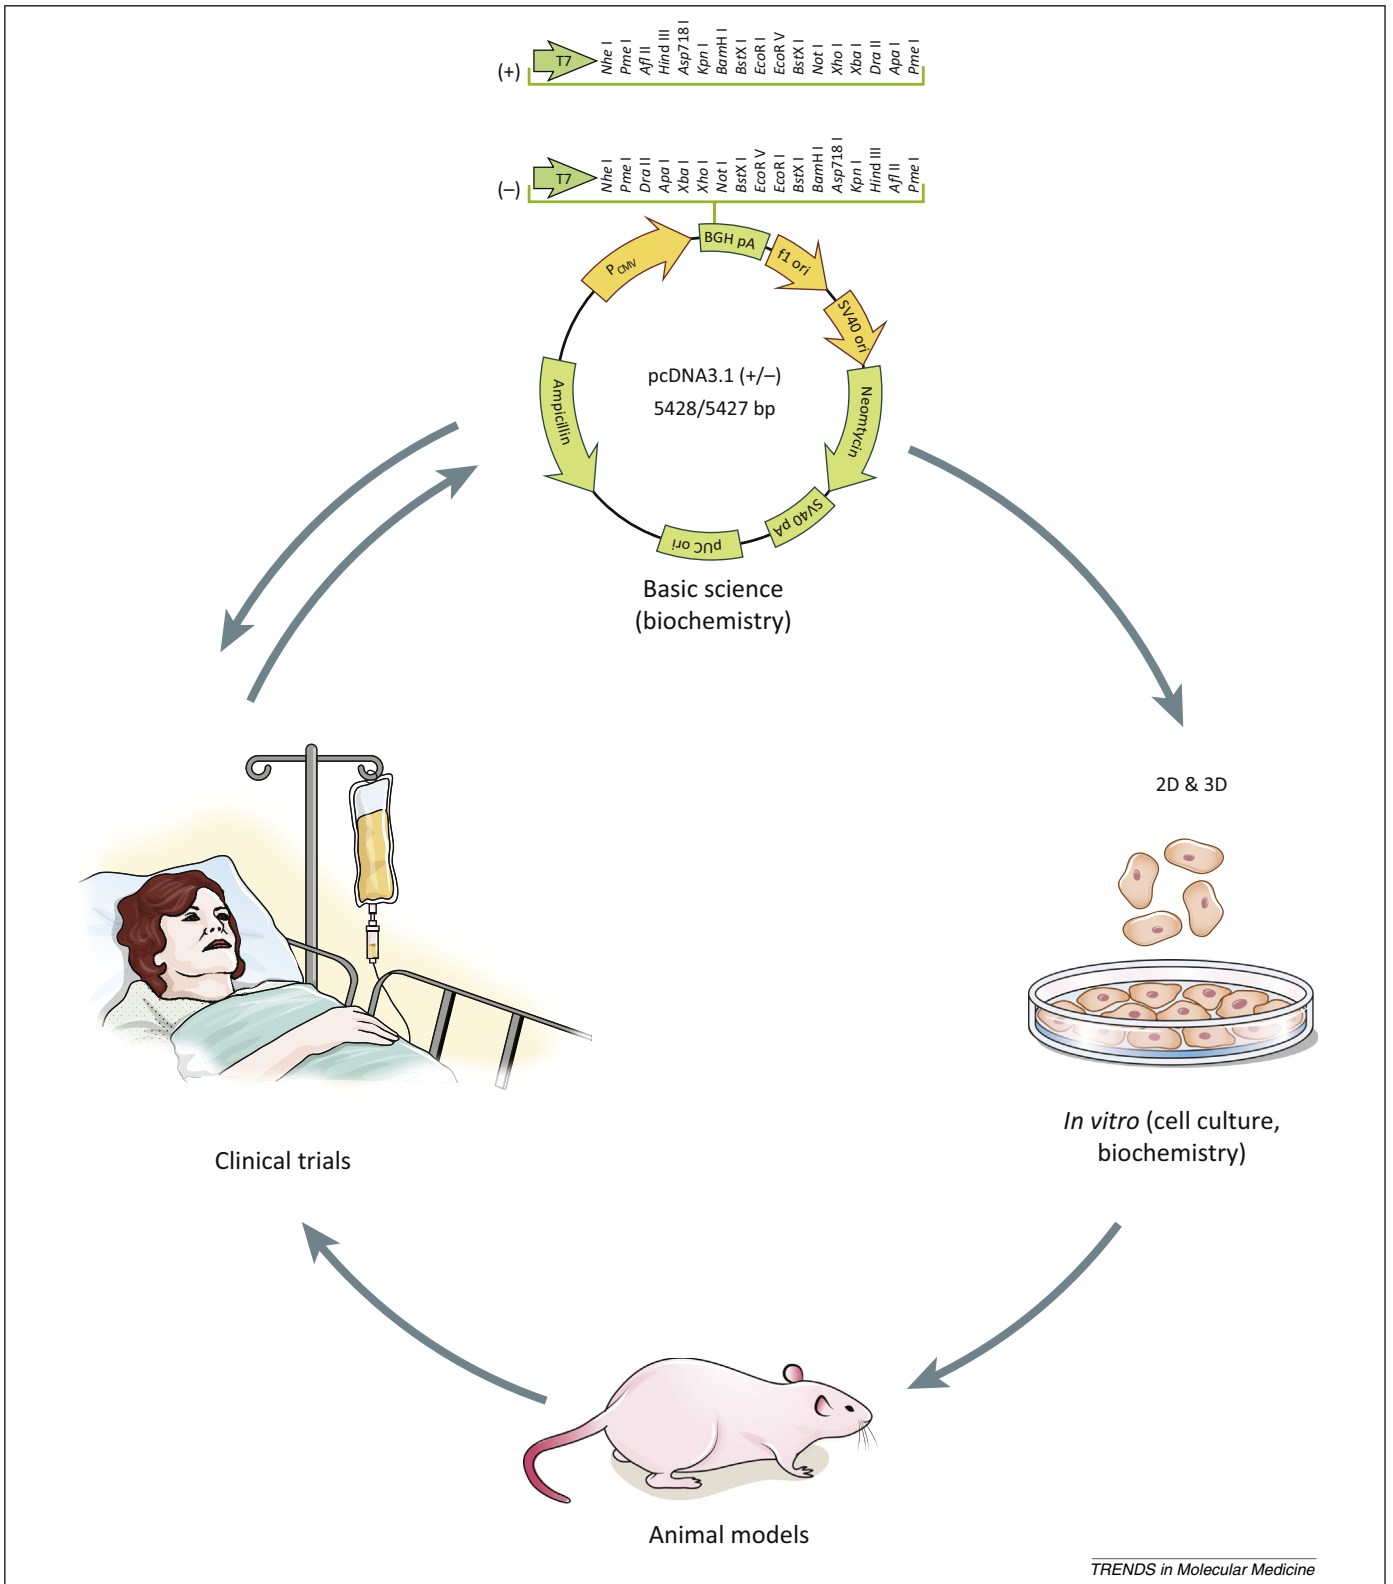 (+)
T7
Nhe I
Pme I
Afl II
Hind III
Asp718 I
Kpn I
BamH I
BstX I
EcoR I
EcoR V
BstX I
Not I
Xho I
Xba I
Dra II
Apa I
Pme I
(–)
T7
Nhe I
Pme I
Dra II
Apa I
Xba I
Xho I
Not I
BstX I
EcoR V
EcoR I
BstX I
BamH I
Asp718 I
Kpn I
Hind III
Afl II
Pme I
PCMV
BGH pA
f1 ori
SV40 ori
Neomtycin
SV40 pA
pUC ori
Ampicillin
pcDNA3.1 (+/–)
5428/5427 bp
Basic science
(biochemistry)
2D & 3D
In vitro (cell culture,
biochemistry)
Clinical trials
Animal models
TRENDS in Molecular Medicine